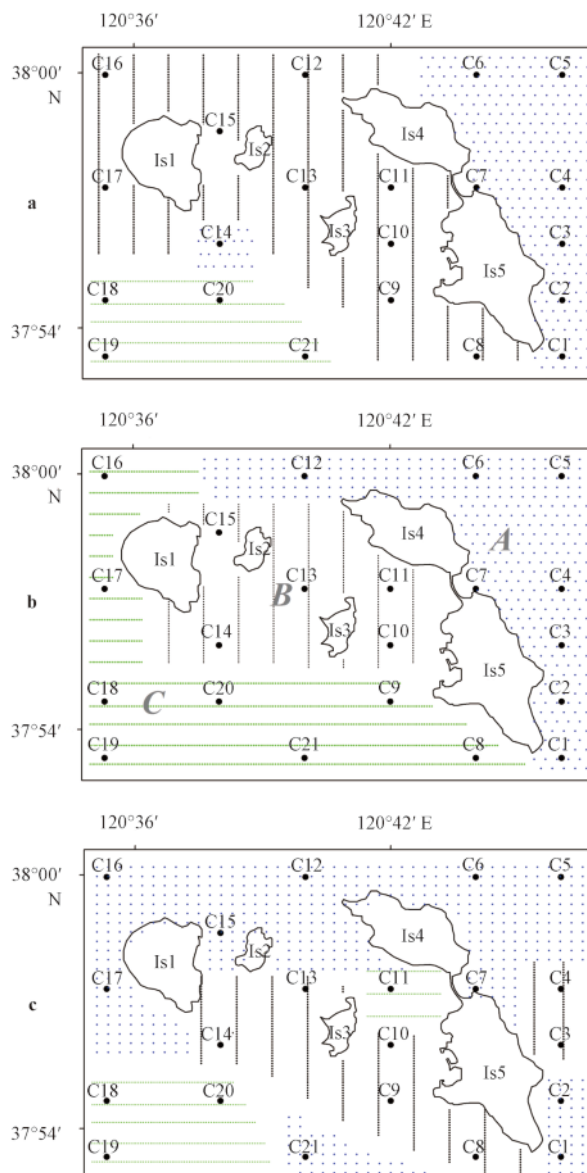 120°36′ 120°42′ E
38°00′ C16 C12 C6 C5
N
C15 Is4
Is1 Is2
C17 C13 C11 C7 C4
a
C14 Is3 C10 C3
Is5
C18 C20 C9 C2
37°54′
C19 C21 C8 C1
120°36′ 120°42′ E
38°00′ C16 C12 C6 C5
N
C15 Is4 A
Is1 Is2
C17 B C13 C11 C7 C4
b
C14 Is3 C10 C3
Is5
C18 C C20 C9 C2
37°54′
C19 C21 C8 C1
120°36′ 120°42′ E
38°00′ C16 C12 C6 C5
N
C15 Is4
Is1 Is2
C17 C13 C11 C7 C4
c
C14 Is3 C10 C3
Is5
C18 C20 C9 C2
37°54′
C19 C21 C8 C1